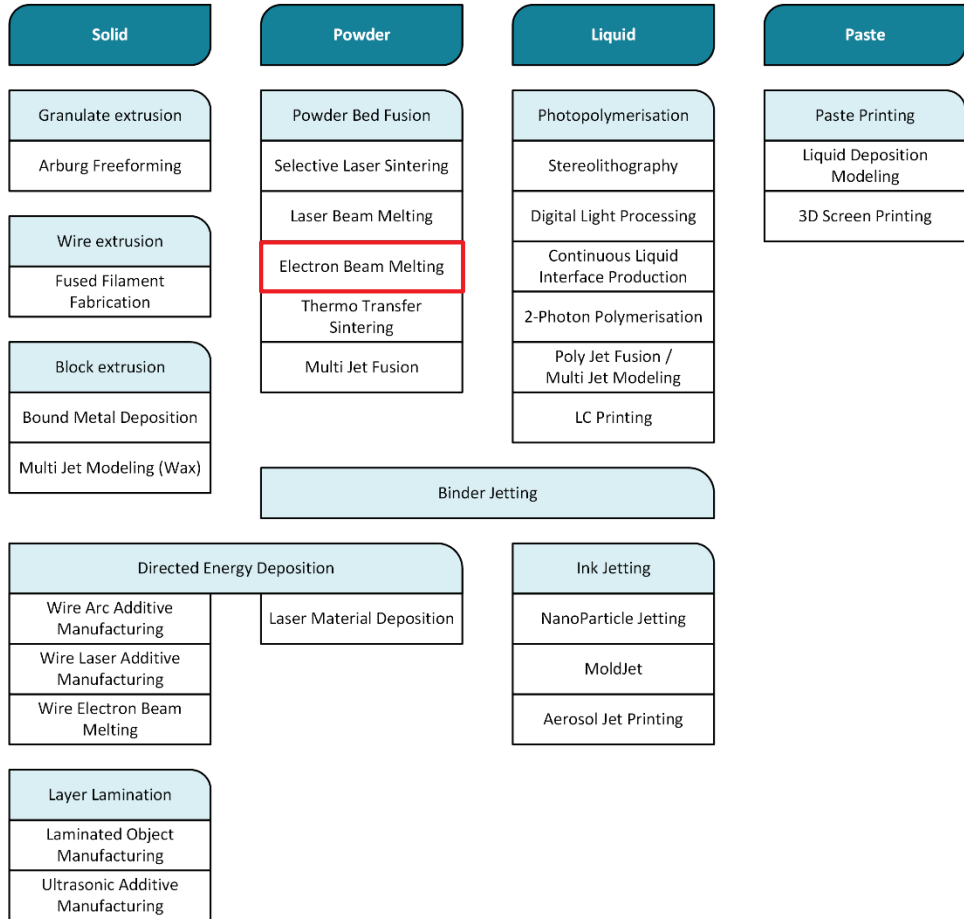 Solid
Powder
Liquid
Paste
Granulate extrusion
Arburg Freeforming
Wire extrusion
Fused Filament
Fabrication
Block extrusion
Bound Metal Deposition
Multi Jet Modeling (Wax)
Powder Bed Fusion
Selective Laser Sintering
Laser Beam Melting
Electron Beam Melting
Thermo Transfer
Sintering
Multi Jet Fusion
Photopolymerisation
Stereolithography
Digital Light Processing
Continuous Liquid
Interface Production
2-Photon Polymerisation
Poly Jet Fusion /
Multi Jet Modeling
LC Printing
Paste Printing
Liquid Deposition
Modeling
3D Screen Printing
Binder Jetting
Directed Energy Deposition
Wire Arc Additive
Manufacturing
Wire Laser Additive
Manufacturing
Wire Electron Beam
Melting
Laser Material Deposition
Ink Jetting
NanoParticle Jetting
MoldJet
Aerosol Jet Printing
Layer Lamination
Laminated Object
Manufacturing
Ultrasonic Additive
Manufacturing